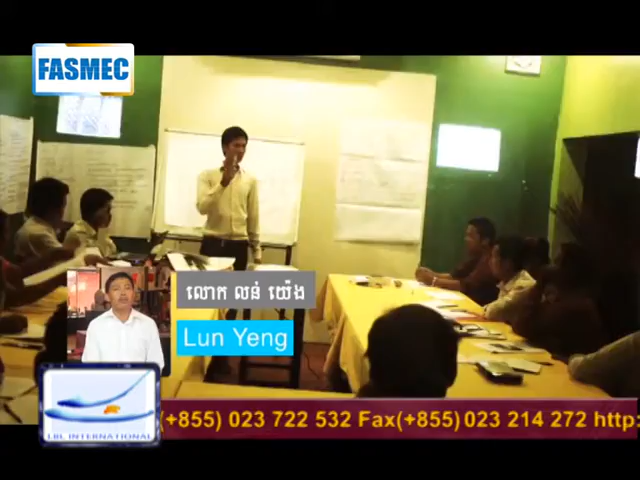 FASMEC
លោក លន់ យ៉េង
Lun Yeng
LBL INTERNATIONAL
(+855) 023 722 532 Fax(+855) 023 214 272 http: